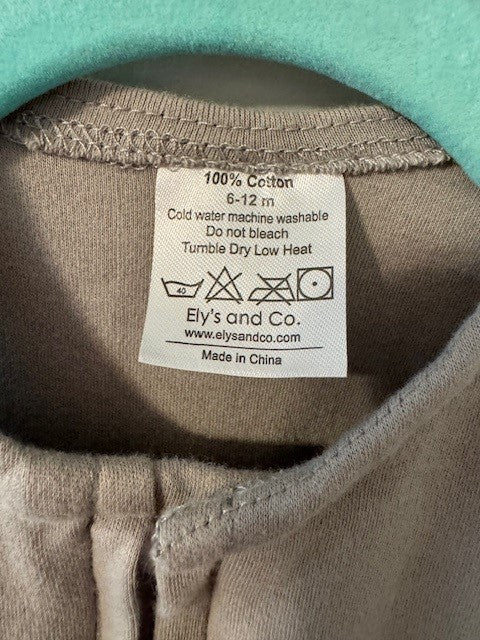 100% Cotton
6-12 m
Cold water machine washable
Do not bleach
Tumble Dry Low Heat
40
Ely's and Co.
www.elysandco.com
Made in China